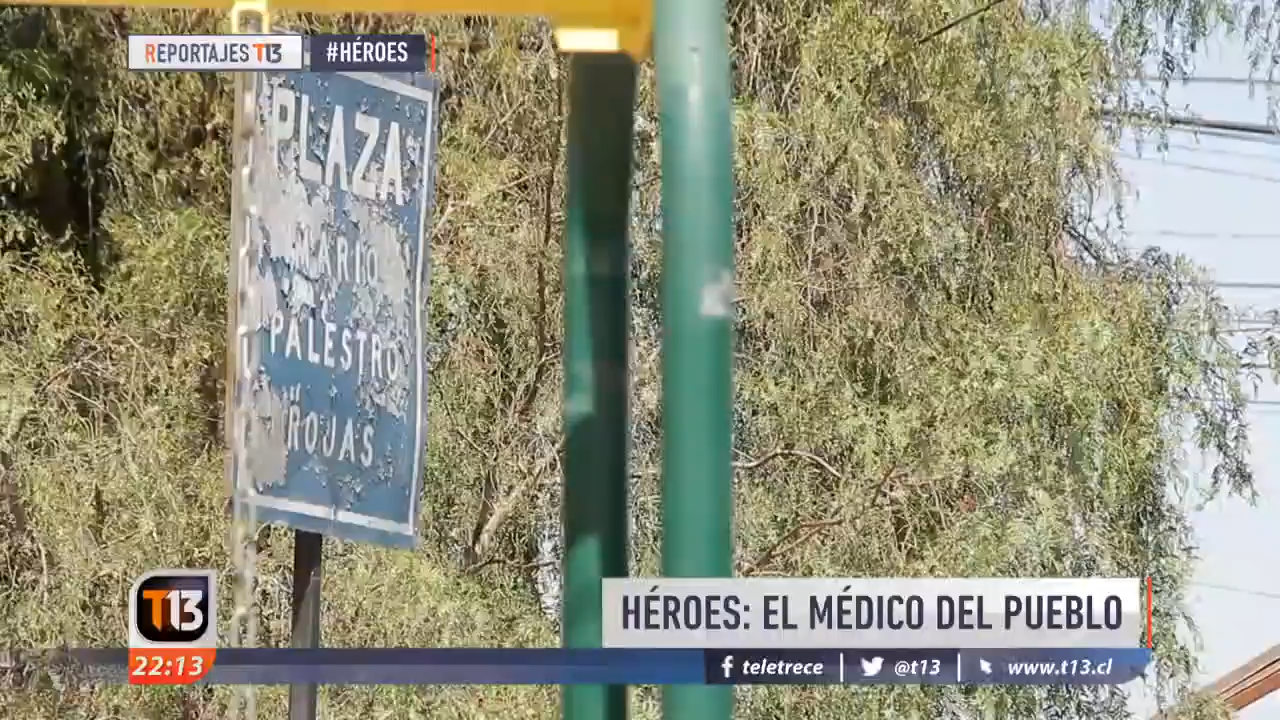 REPORTAJES T13 #HÉROES
PLAZA
MARIO
PALESTRO
ROJAS
HÉROES: EL MÉDICO DEL PUEBLO
T13
22:13 teletrece @t13 www.t13.cl